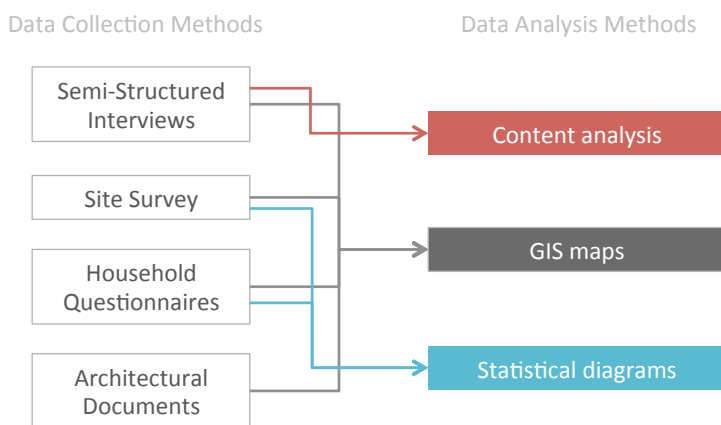 Data Collection Methods
Data Analysis Methods
Semi-Structured
Interviews
Content analysis
Site Survey
GIS maps
Household
Questionnaires
Statistical diagrams
Architectural
Documents